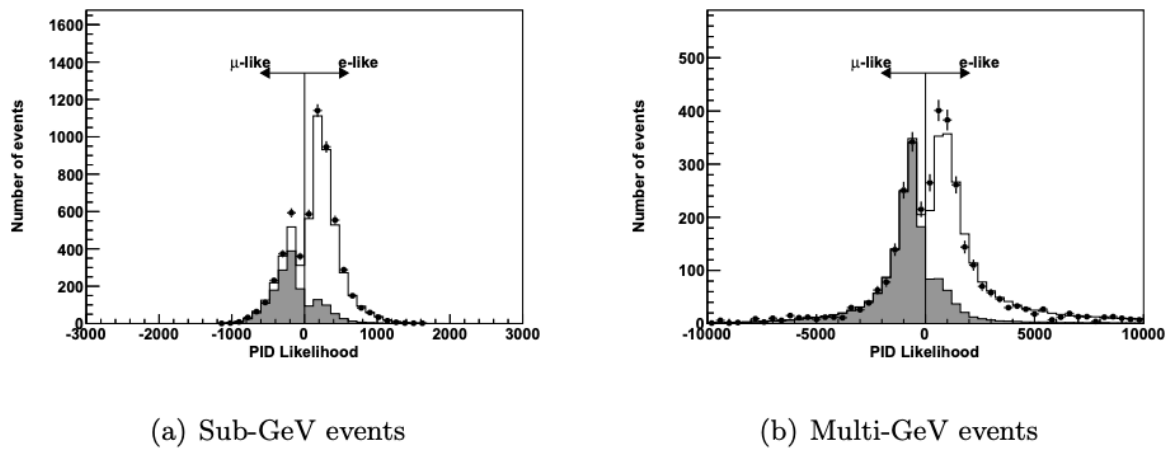 1600
1400
1200
1000
800
600
400
200
0
Number of events
μ-like e-like
-3000 -2000 -1000 0 1000 2000 3000
PID Likelihood
(a) Sub-GeV events
500
400
300
200
100
0
Number of events
μ-like e-like
-10000 -5000 0 5000 10000
PID Likelihood
(b) Multi-GeV events